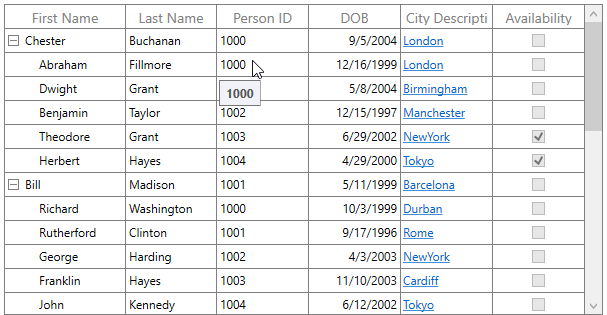 First Name Last Name Person ID DOB City Descripti Availability
Chester Buchanan 1000 9/5/2004 London
Abraham Fillmore 1000 12/16/1999 London
Dwight Grant 5/8/2004 Birmingham
1000
Benjamin Taylor 1002 12/15/1997 Manchester
Theodore Grant 1003 6/29/2002 NewYork
Herbert Hayes 1004 4/29/2000 Tokyo
Bill Madison 1001 5/11/1999 Barcelona
Richard Washington 1000 10/3/1999 Durban
Rutherford Clinton 1001 9/17/1996 Rome
George Harding 1002 4/3/2003 NewYork
Franklin Hayes 1003 11/10/2003 Cardiff
John Kennedy 1004 6/12/2002 Tokyo